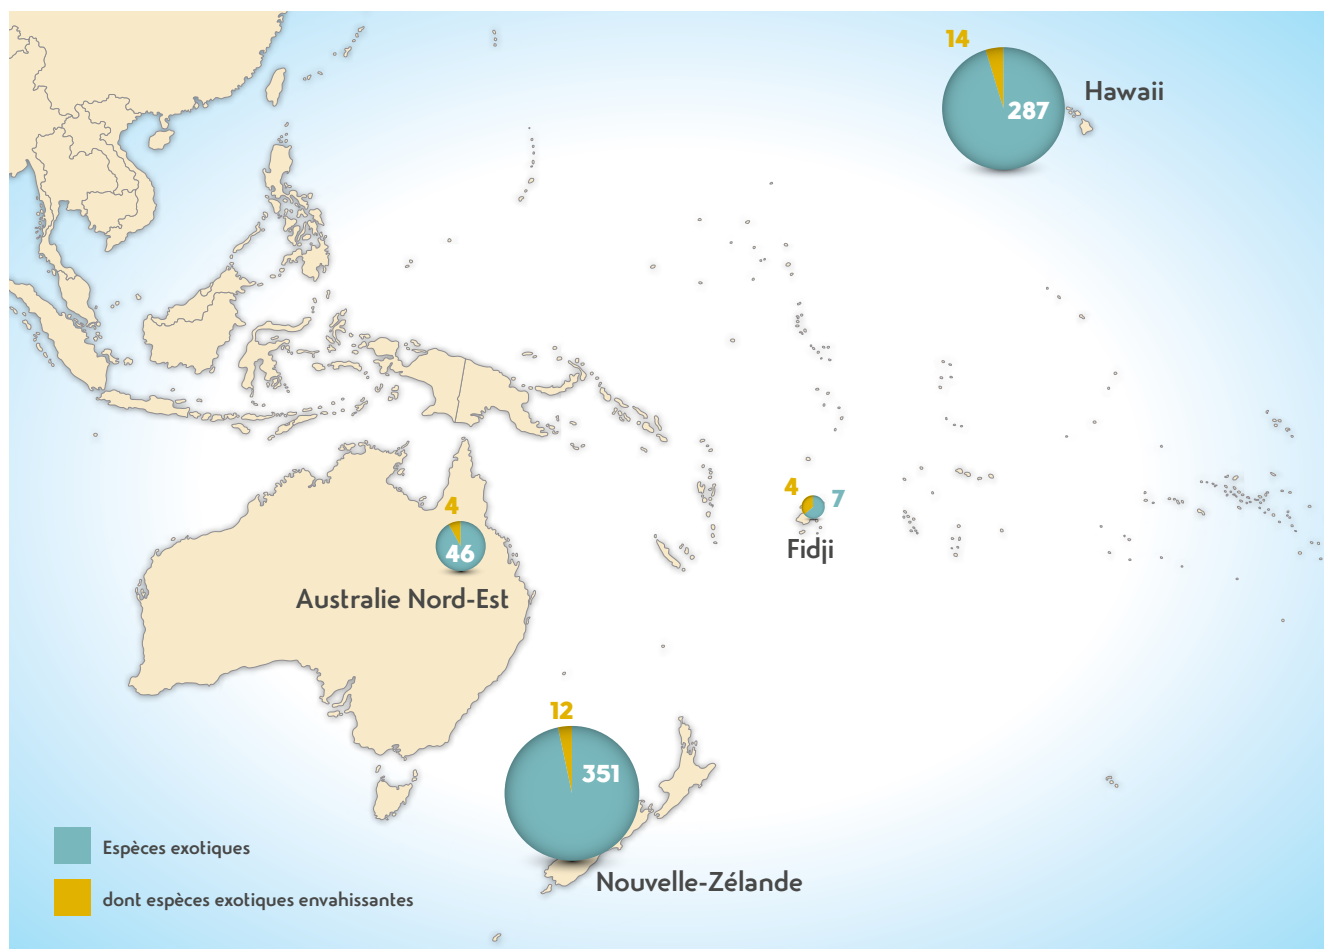 14
287
Hawaii
4
7
Fidji
4
46
Australie Nord-Est
12
351
Nouvelle-Zélande
Espèces exotiques
dont espèces exotiques envahissantes